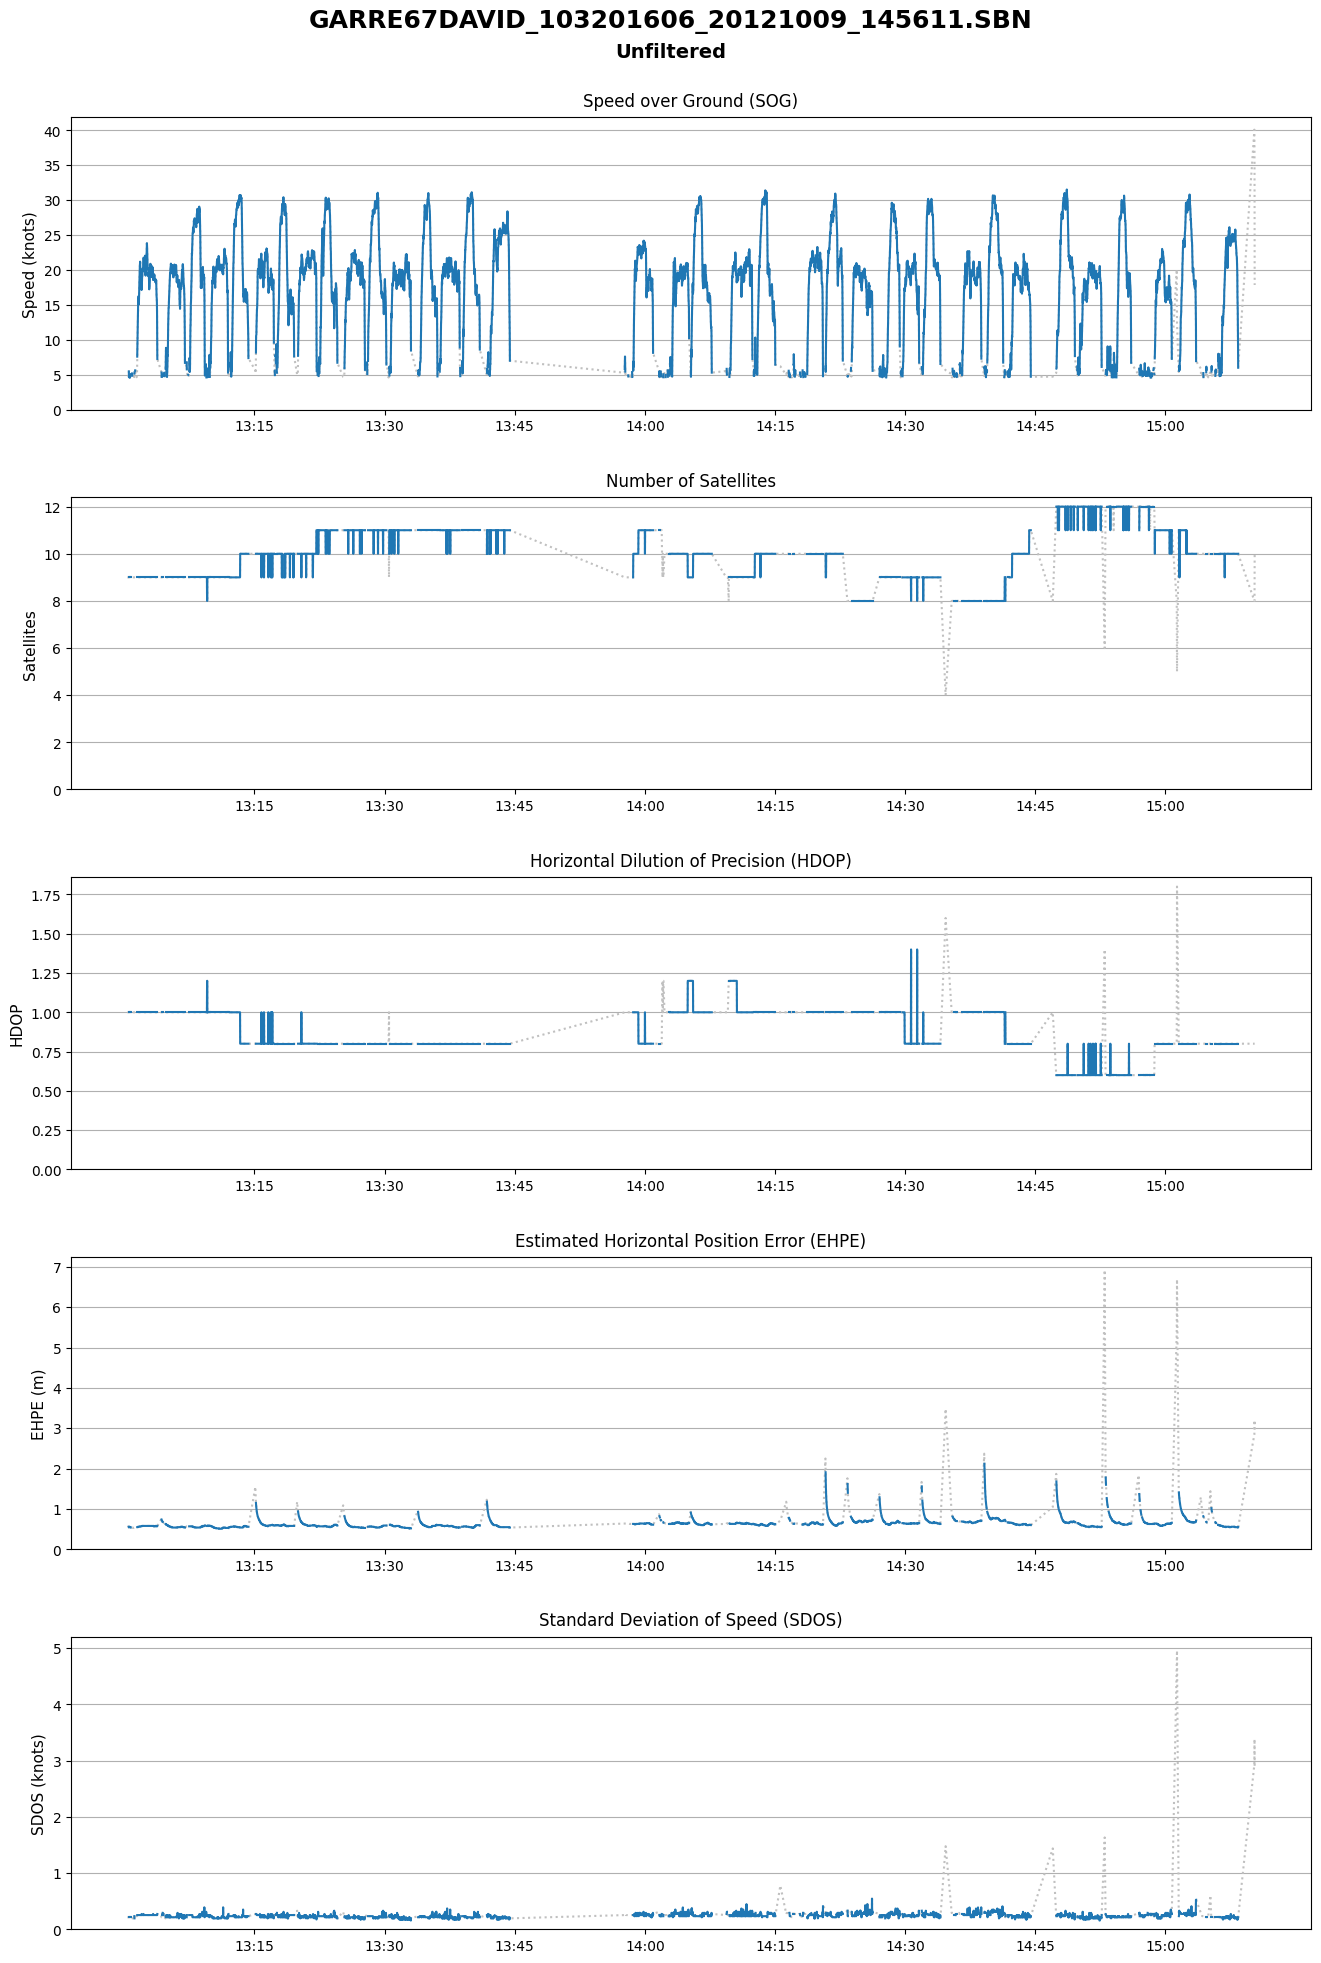 GARRE67DAVID_103201606_20121009_145611.SBN
Unfiltered
Speed over Ground (SOG)
Speed (knots)
40
35
30
25
20
15
10
5
0
13:15 13:30 13:45 14:00 14:15 14:30 14:45 15:00
Number of Satellites
Satellites
12
10
8
6
4
2
0
13:15 13:30 13:45 14:00 14:15 14:30 14:45 15:00
Horizontal Dilution of Precision (HDOP)
HDOP
1.75
1.50
1.25
1.00
0.75
0.50
0.25
0.00
13:15 13:30 13:45 14:00 14:15 14:30 14:45 15:00
Estimated Horizontal Position Error (EHPE)
EHPE (m)
7
6
5
4
3
2
1
0
13:15 13:30 13:45 14:00 14:15 14:30 14:45 15:00
Standard Deviation of Speed (SDOS)
SDOS (knots)
5
4
3
2
1
0
13:15 13:30 13:45 14:00 14:15 14:30 14:45 15:00